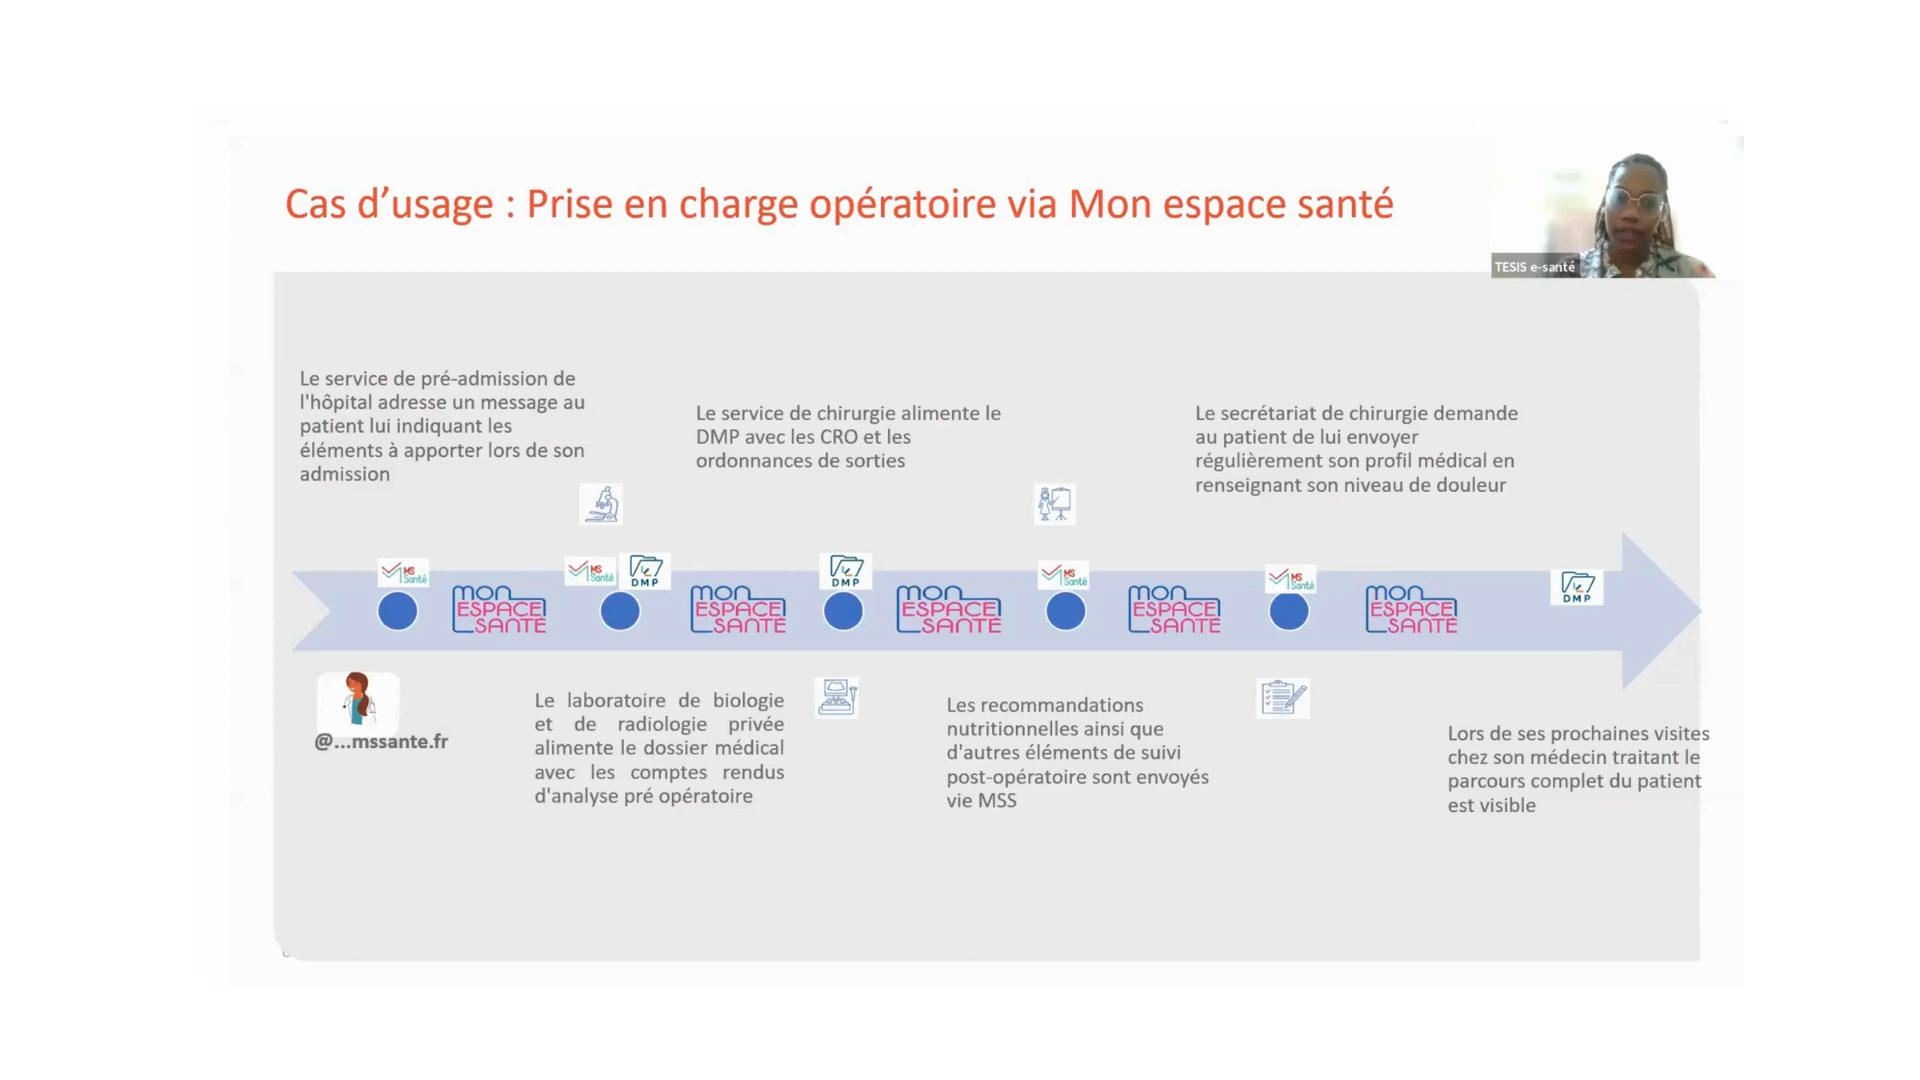 Cas d’usage : Prise en charge opératoire via Mon espace santé
TESIS e-santé
Le service de pré-admission de
l'hôpital adresse un message au
patient lui indiquant les
éléments à apporter lors de son
admission
Le service de chirurgie alimente le
DMP avec les CRO et les
ordonnances de sorties
Le secrétariat de chirurgie demande
au patient de lui envoyer
régulièrement son profil médical en
renseignant son niveau de douleur
MS
Santé
MON
ESPACE
SANTÉ
MS
Santé
DMP
MON
ESPACE
SANTÉ
DMP
MON
ESPACE
SANTÉ
MS
Santé
MON
ESPACE
SANTÉ
MS
Santé
MON
ESPACE
SANTÉ
DMP
@...mssante.fr
Le laboratoire de biologie
et de radiologie privée
alimente le dossier médical
avec les comptes rendus
d'analyse pré opératoire
Les recommandations
nutritionnelles ainsi que
d'autres éléments de suivi
post-opératoire sont envoyés
vie MSS
Lors de ses prochaines visites
chez son médecin traitant le
parcours complet du patient
est visible